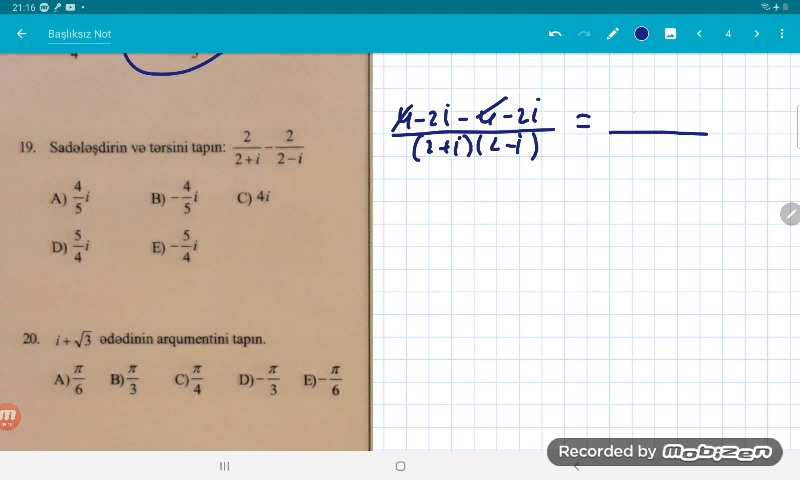 21:16
Başlıksız Not
4
19. Sadələşdirin və tərsini tapın: 2/(2+i) - 2/(2-i)
A) 4/5 i B) -4/5 i C) 4i
D) 5/4 i E) -5/4 i
20. i+√3 ədədinin arqumentini tapın.
A) π/6 B) π/3 C) π/4 D) -π/3 E) -π/6
(4-2i-4-2i)/((2+i)(2-i)) =
Recorded by mobizen